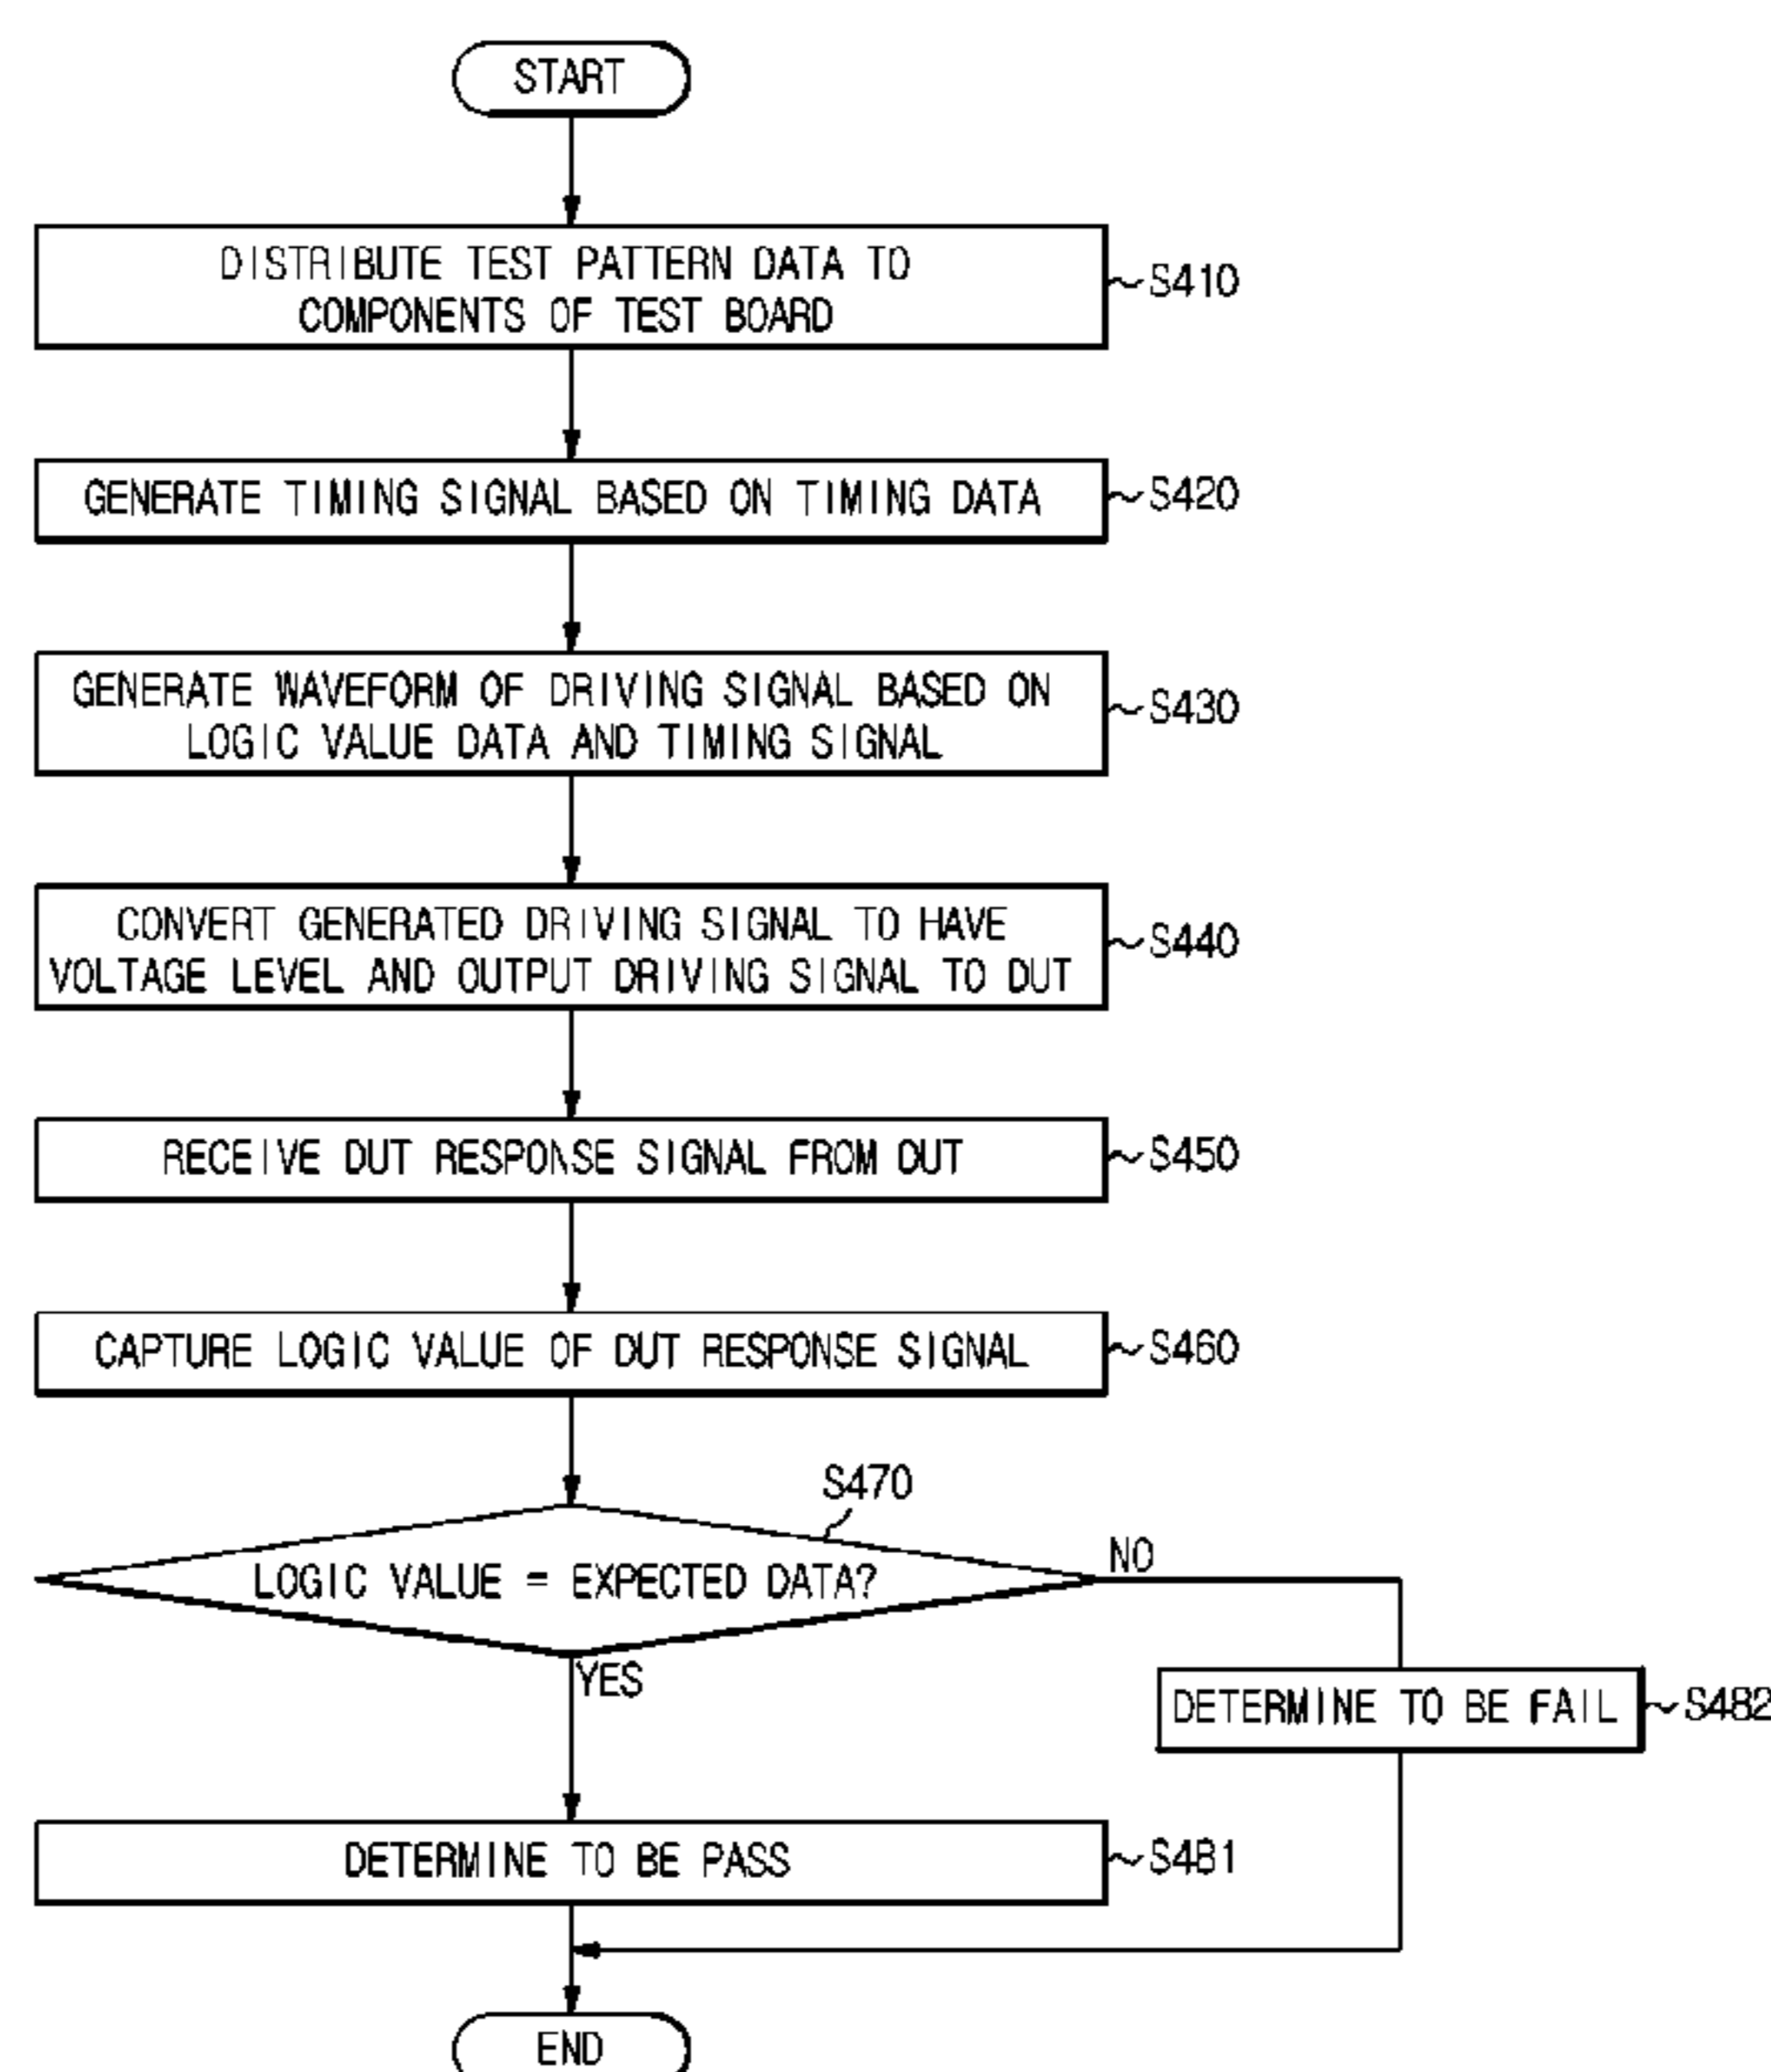 START
DISTRIBUTE TEST PATTERN DATA TO
COMPONENTS OF TEST BOARD
S410
GENERATE TIMING SIGNAL BASED ON TIMING DATA
S420
GENERATE WAVEFORM OF DRIVING SIGNAL BASED ON
LOGIC VALUE DATA AND TIMING SIGNAL
S430
CONVERT GENERATED DRIVING SIGNAL TO HAVE
VOLTAGE LEVEL AND OUTPUT DRIVING SIGNAL TO DUT
S440
RECEIVE DUT RESPONSE SIGNAL FROM DUT
S450
CAPTURE LOGIC VALUE OF DUT RESPONSE SIGNAL
S460
S470
LOGIC VALUE = EXPECTED DATA?
NO
YES
DETERMINE TO BE FAIL
S482
DETERMINE TO BE PASS
S481
END